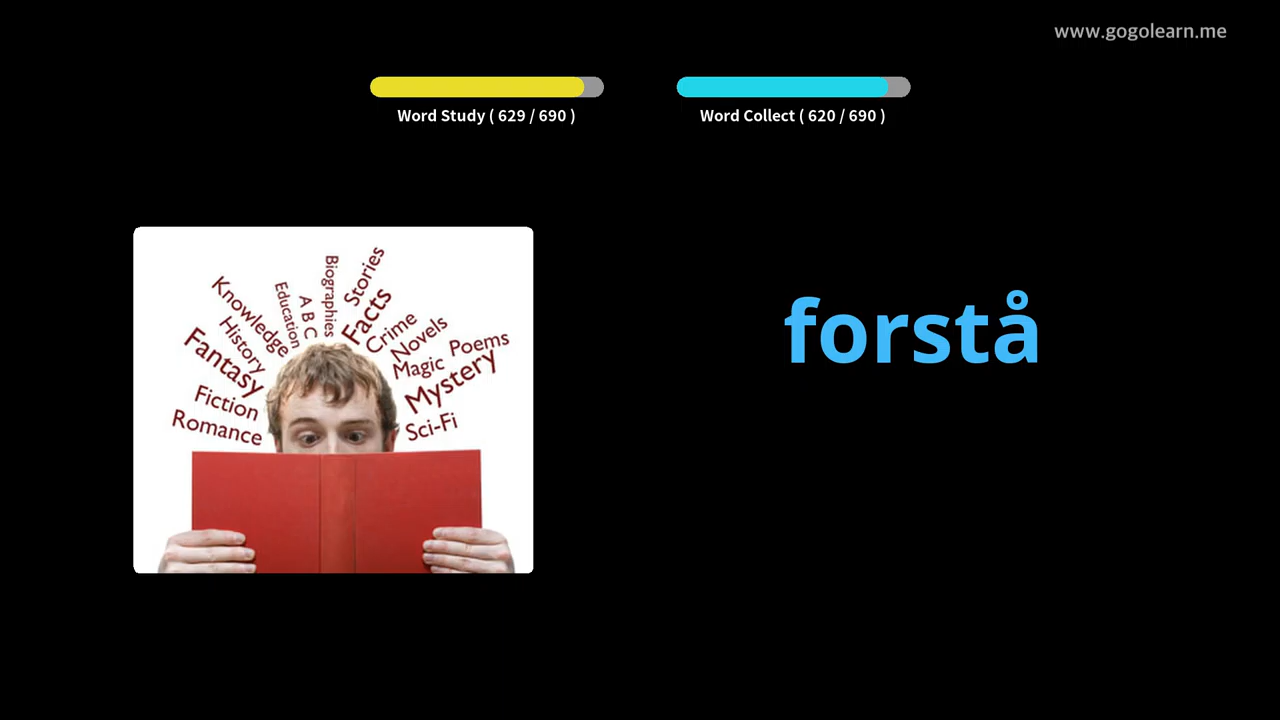 www.gogolearn.me
Word Study ( 629 / 690 )
Word Collect ( 620 / 690 )
Biographies
Stories
Knowledge
Education
A B C
Facts
History
Crime
Novels
Fantasy
Magic
Poems
Mystery
Fiction
Romance
Sci-Fi
forstå